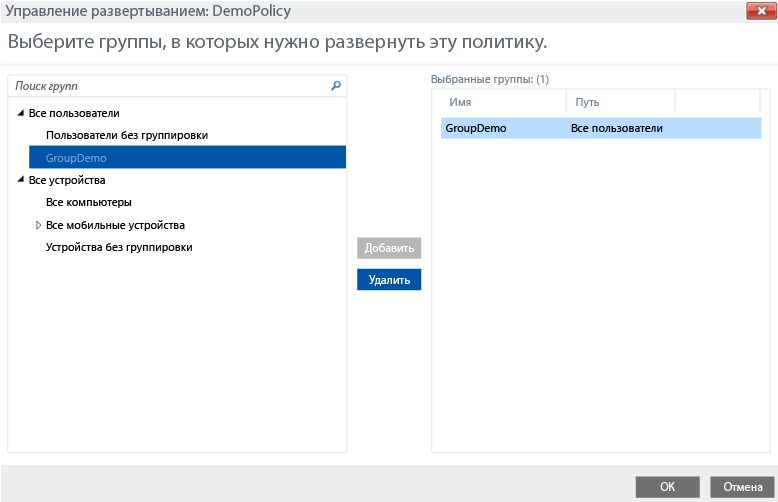 Управление развертыванием: DemoPolicy
Выберите группы, в которых нужно развернуть эту политику.
Поиск групп
Все пользователи
Пользователи без группировки
GroupDemo
Все устройства
Все компьютеры
Все мобильные устройства
Устройства без группировки
Добавить
Удалить
Выбранные группы: (1)
Имя Путь
GroupDemo Все пользователи
OK Отмена